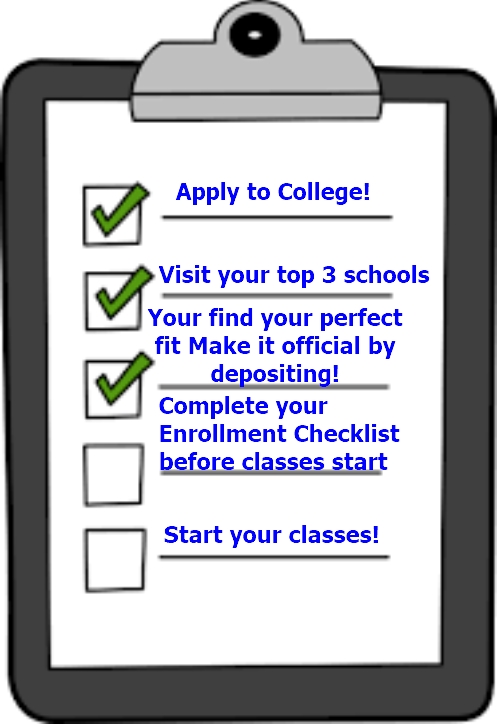 Apply to College!
Visit your top 3 schools
Your find your perfect
fit Make it official by
depositing!
Complete your
Enrollment Checklist
before classes start
Start your classes!